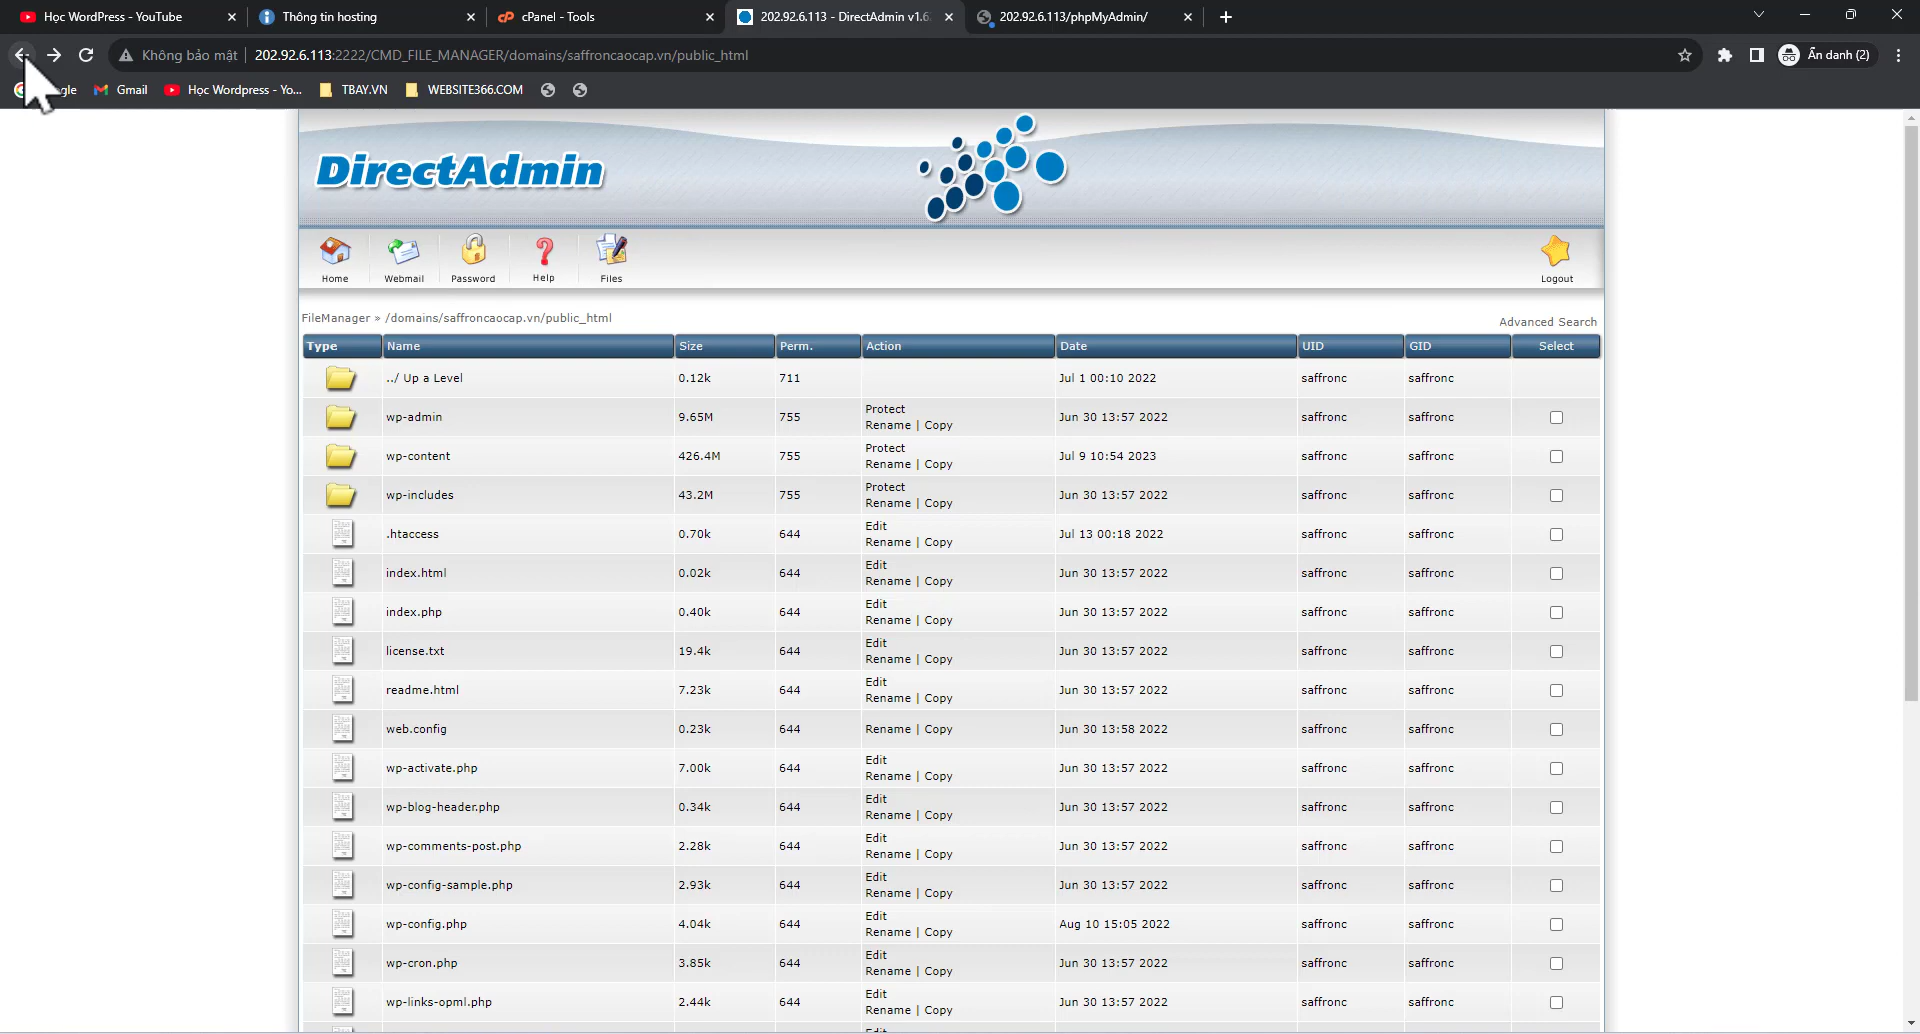 Học WordPress - YouTube
Thông tin hosting
cPanel - Tools
202.92.6.113 - DirectAdmin v1.6
202.92.6.113/phpMyAdmin/
Không bảo mật
202.92.6.113:2222/CMD_FILE_MANAGER/domains/saffroncaocap.vn/public_html
Ẩn danh (2)
Gmail
Học Wordpress - Yo...
TBAY.VN
WEBSITE366.COM
DirectAdmin
Home
Webmail
Password
Help
Files
Logout
FileManager » /domains/saffroncaocap.vn/public_html
Advanced Search
Type Name Size Perm. Action Date UID GID Select
../ Up a Level 0.12k 711 Jul 1 00:10 2022 saffronc saffronc
wp-admin 9.65M 755 Protect Jun 30 13:57 2022 saffronc saffronc
Rename | Copy
wp-content 426.4M 755 Protect Jul 9 10:54 2023 saffronc saffronc
Rename | Copy
wp-includes 43.2M 755 Protect Jun 30 13:57 2022 saffronc saffronc
Rename | Copy
.htaccess 0.70k 644 Edit Jul 13 00:18 2022 saffronc saffronc
Rename | Copy
index.html 0.02k 644 Edit Jun 30 13:57 2022 saffronc saffronc
Rename | Copy
index.php 0.40k 644 Edit Jun 30 13:57 2022 saffronc saffronc
Rename | Copy
license.txt 19.4k 644 Edit Jun 30 13:57 2022 saffronc saffronc
Rename | Copy
readme.html 7.23k 644 Edit Jun 30 13:57 2022 saffronc saffronc
Rename | Copy
web.config 0.23k 644 Rename | Copy Jun 30 13:58 2022 saffronc saffronc
wp-activate.php 7.00k 644 Edit Jun 30 13:57 2022 saffronc saffronc
Rename | Copy
wp-blog-header.php 0.34k 644 Edit Jun 30 13:57 2022 saffronc saffronc
Rename | Copy
wp-comments-post.php 2.28k 644 Edit Jun 30 13:57 2022 saffronc saffronc
Rename | Copy
wp-config-sample.php 2.93k 644 Edit Jun 30 13:57 2022 saffronc saffronc
Rename | Copy
wp-config.php 4.04k 644 Edit Aug 10 15:05 2022 saffronc saffronc
Rename | Copy
wp-cron.php 3.85k 644 Edit Jun 30 13:57 2022 saffronc saffronc
Rename | Copy
wp-links-opml.php 2.44k 644 Edit Jun 30 13:57 2022 saffronc saffronc
Rename | Copy